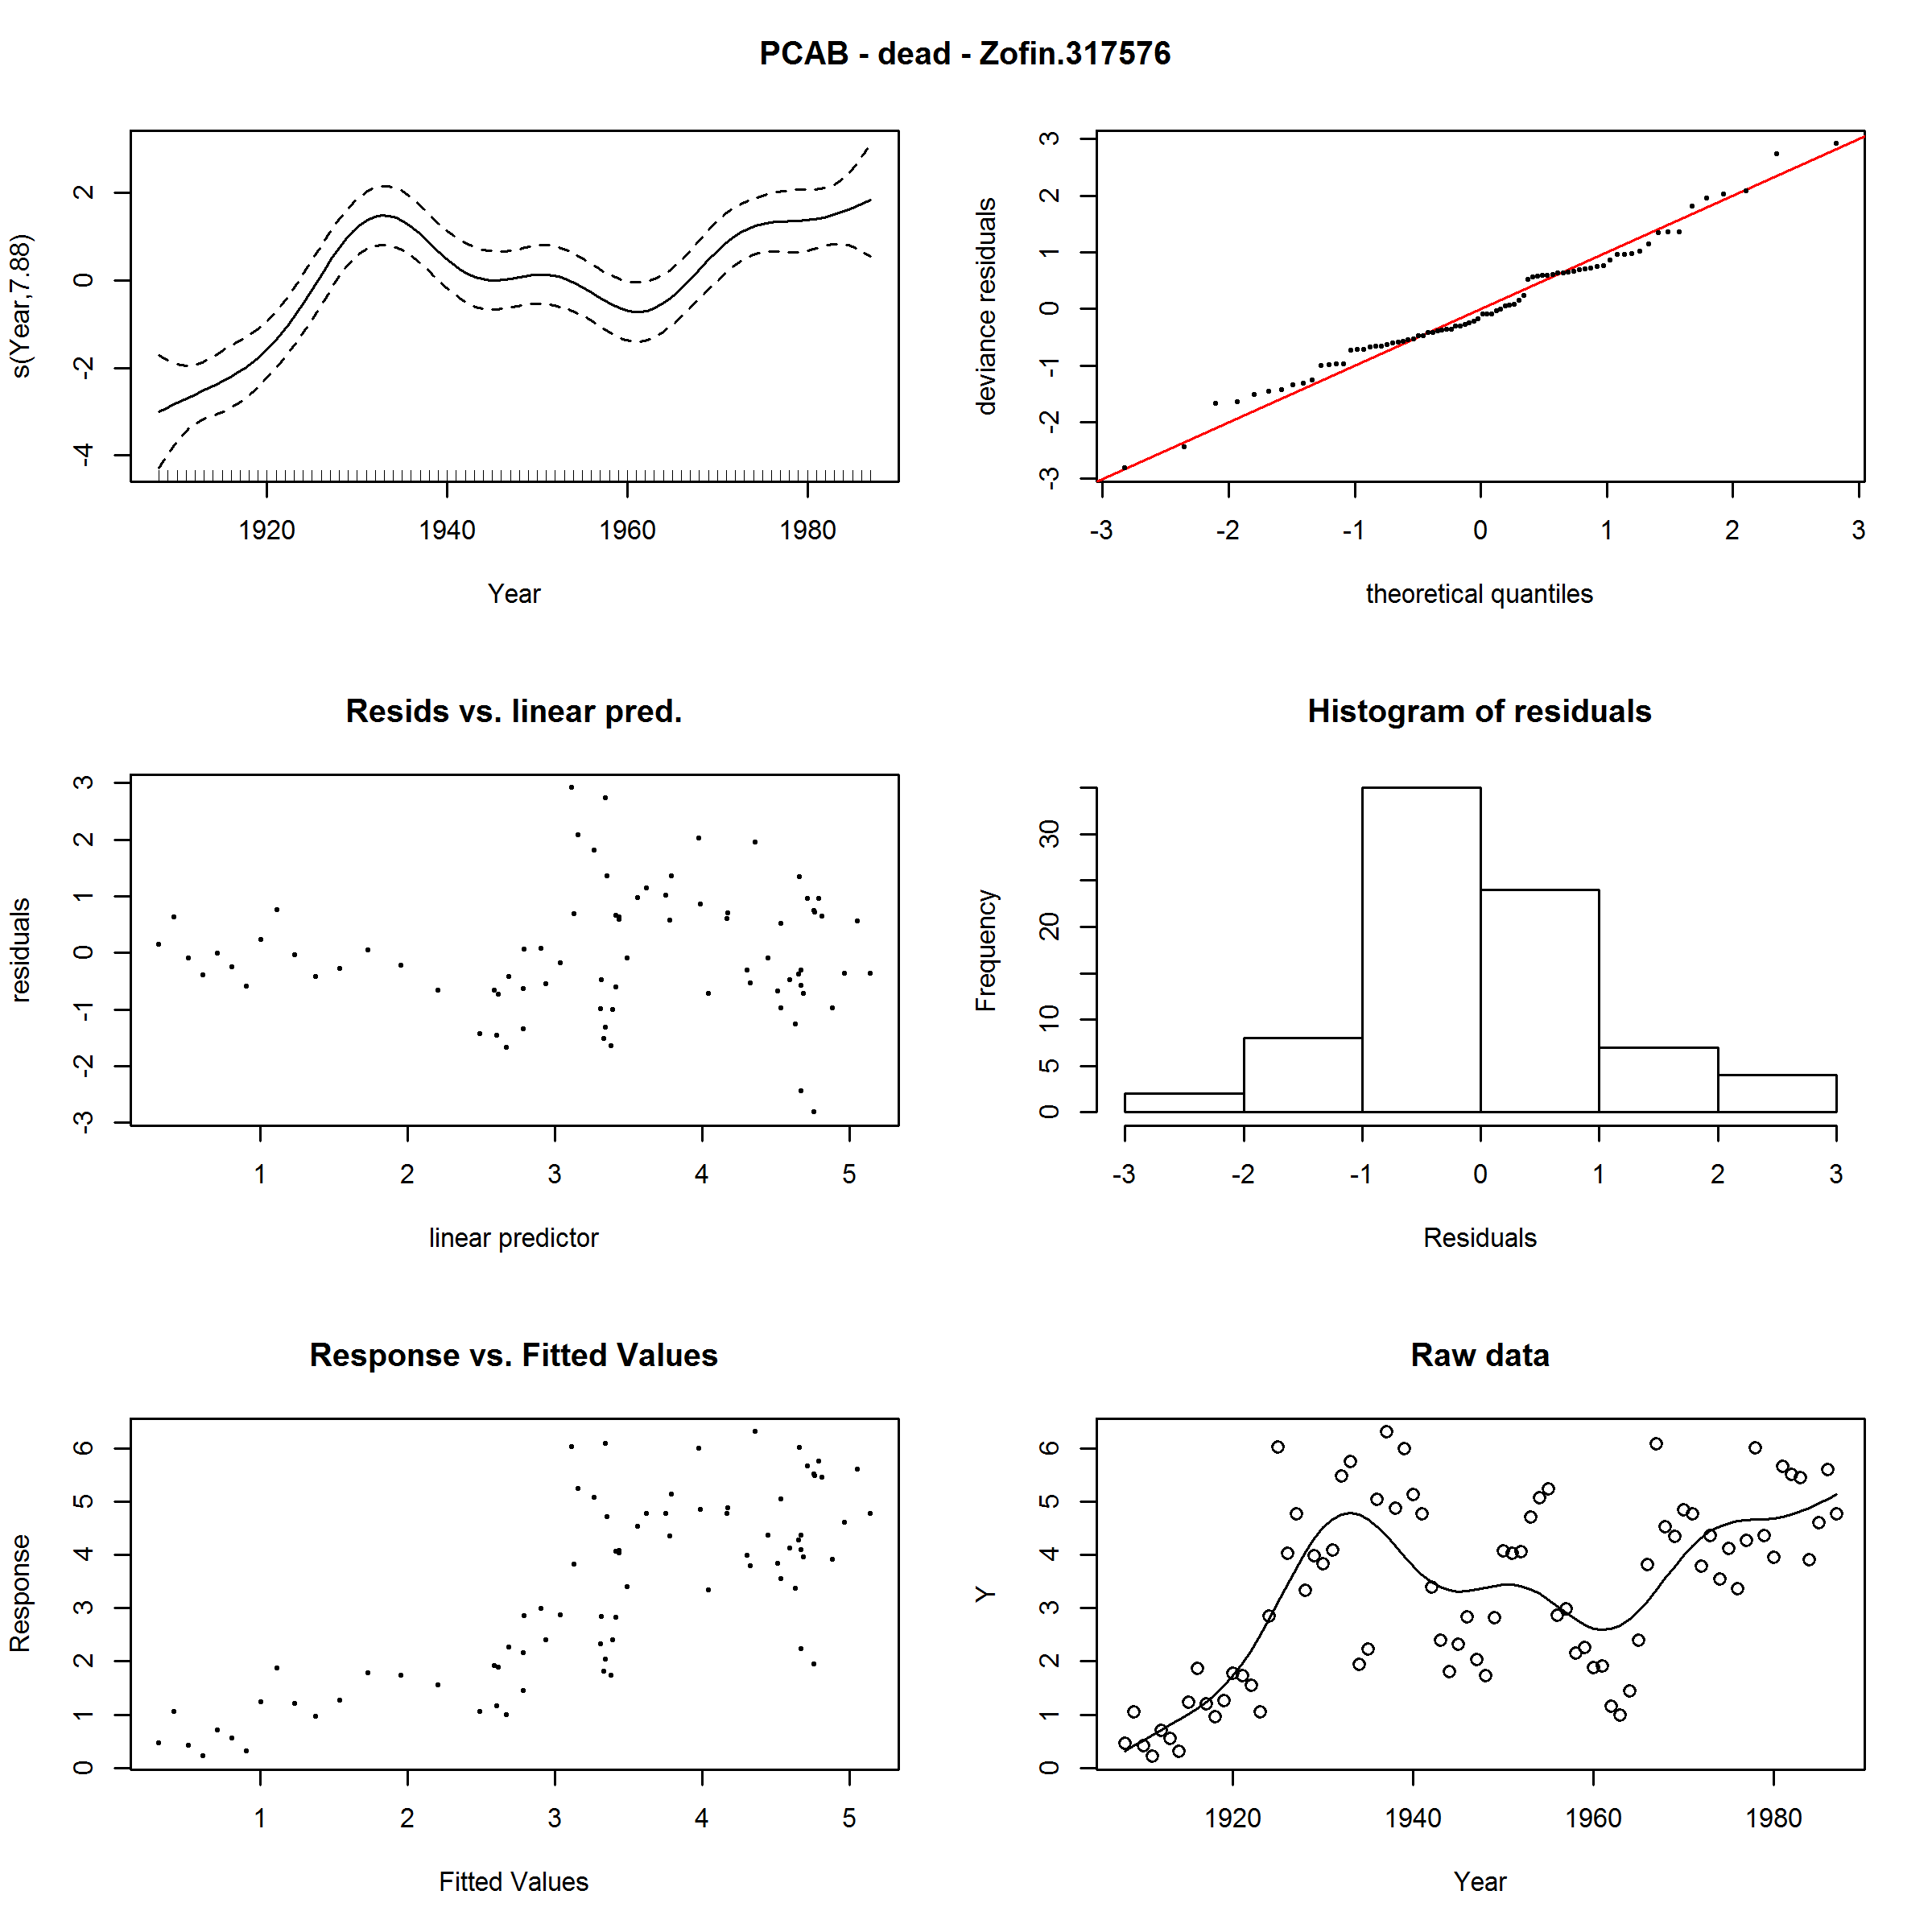 PCAB - dead - Zofin.317576
s(Year,7.88)
2
0
-2
-4
1920 1940 1960 1980
Year
deviance residuals
3
2
1
0
-1
-2
-3
-3 -2 -1 0 1 2 3
theoretical quantiles
Resids vs. linear pred.
residuals
3
2
1
0
-1
-2
-3
1 2 3 4 5
linear predictor
Histogram of residuals
Frequency
30
20
10
5
0
-3 -2 -1 0 1 2 3
Residuals
Response vs. Fitted Values
Response
6
5
4
3
2
1
0
1 2 3 4 5
Fitted Values
Raw data
Y
6
5
4
3
2
1
0
1920 1940 1960 1980
Year